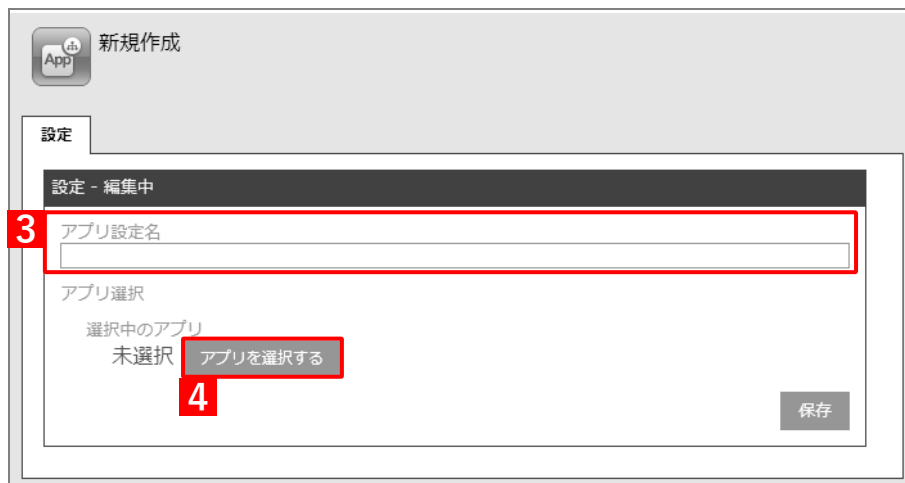 App
新規作成
設定
設定 - 編集中
3
アプリ設定名
アプリ選択
選択中のアプリ
未選択 アプリを選択する
4
保存